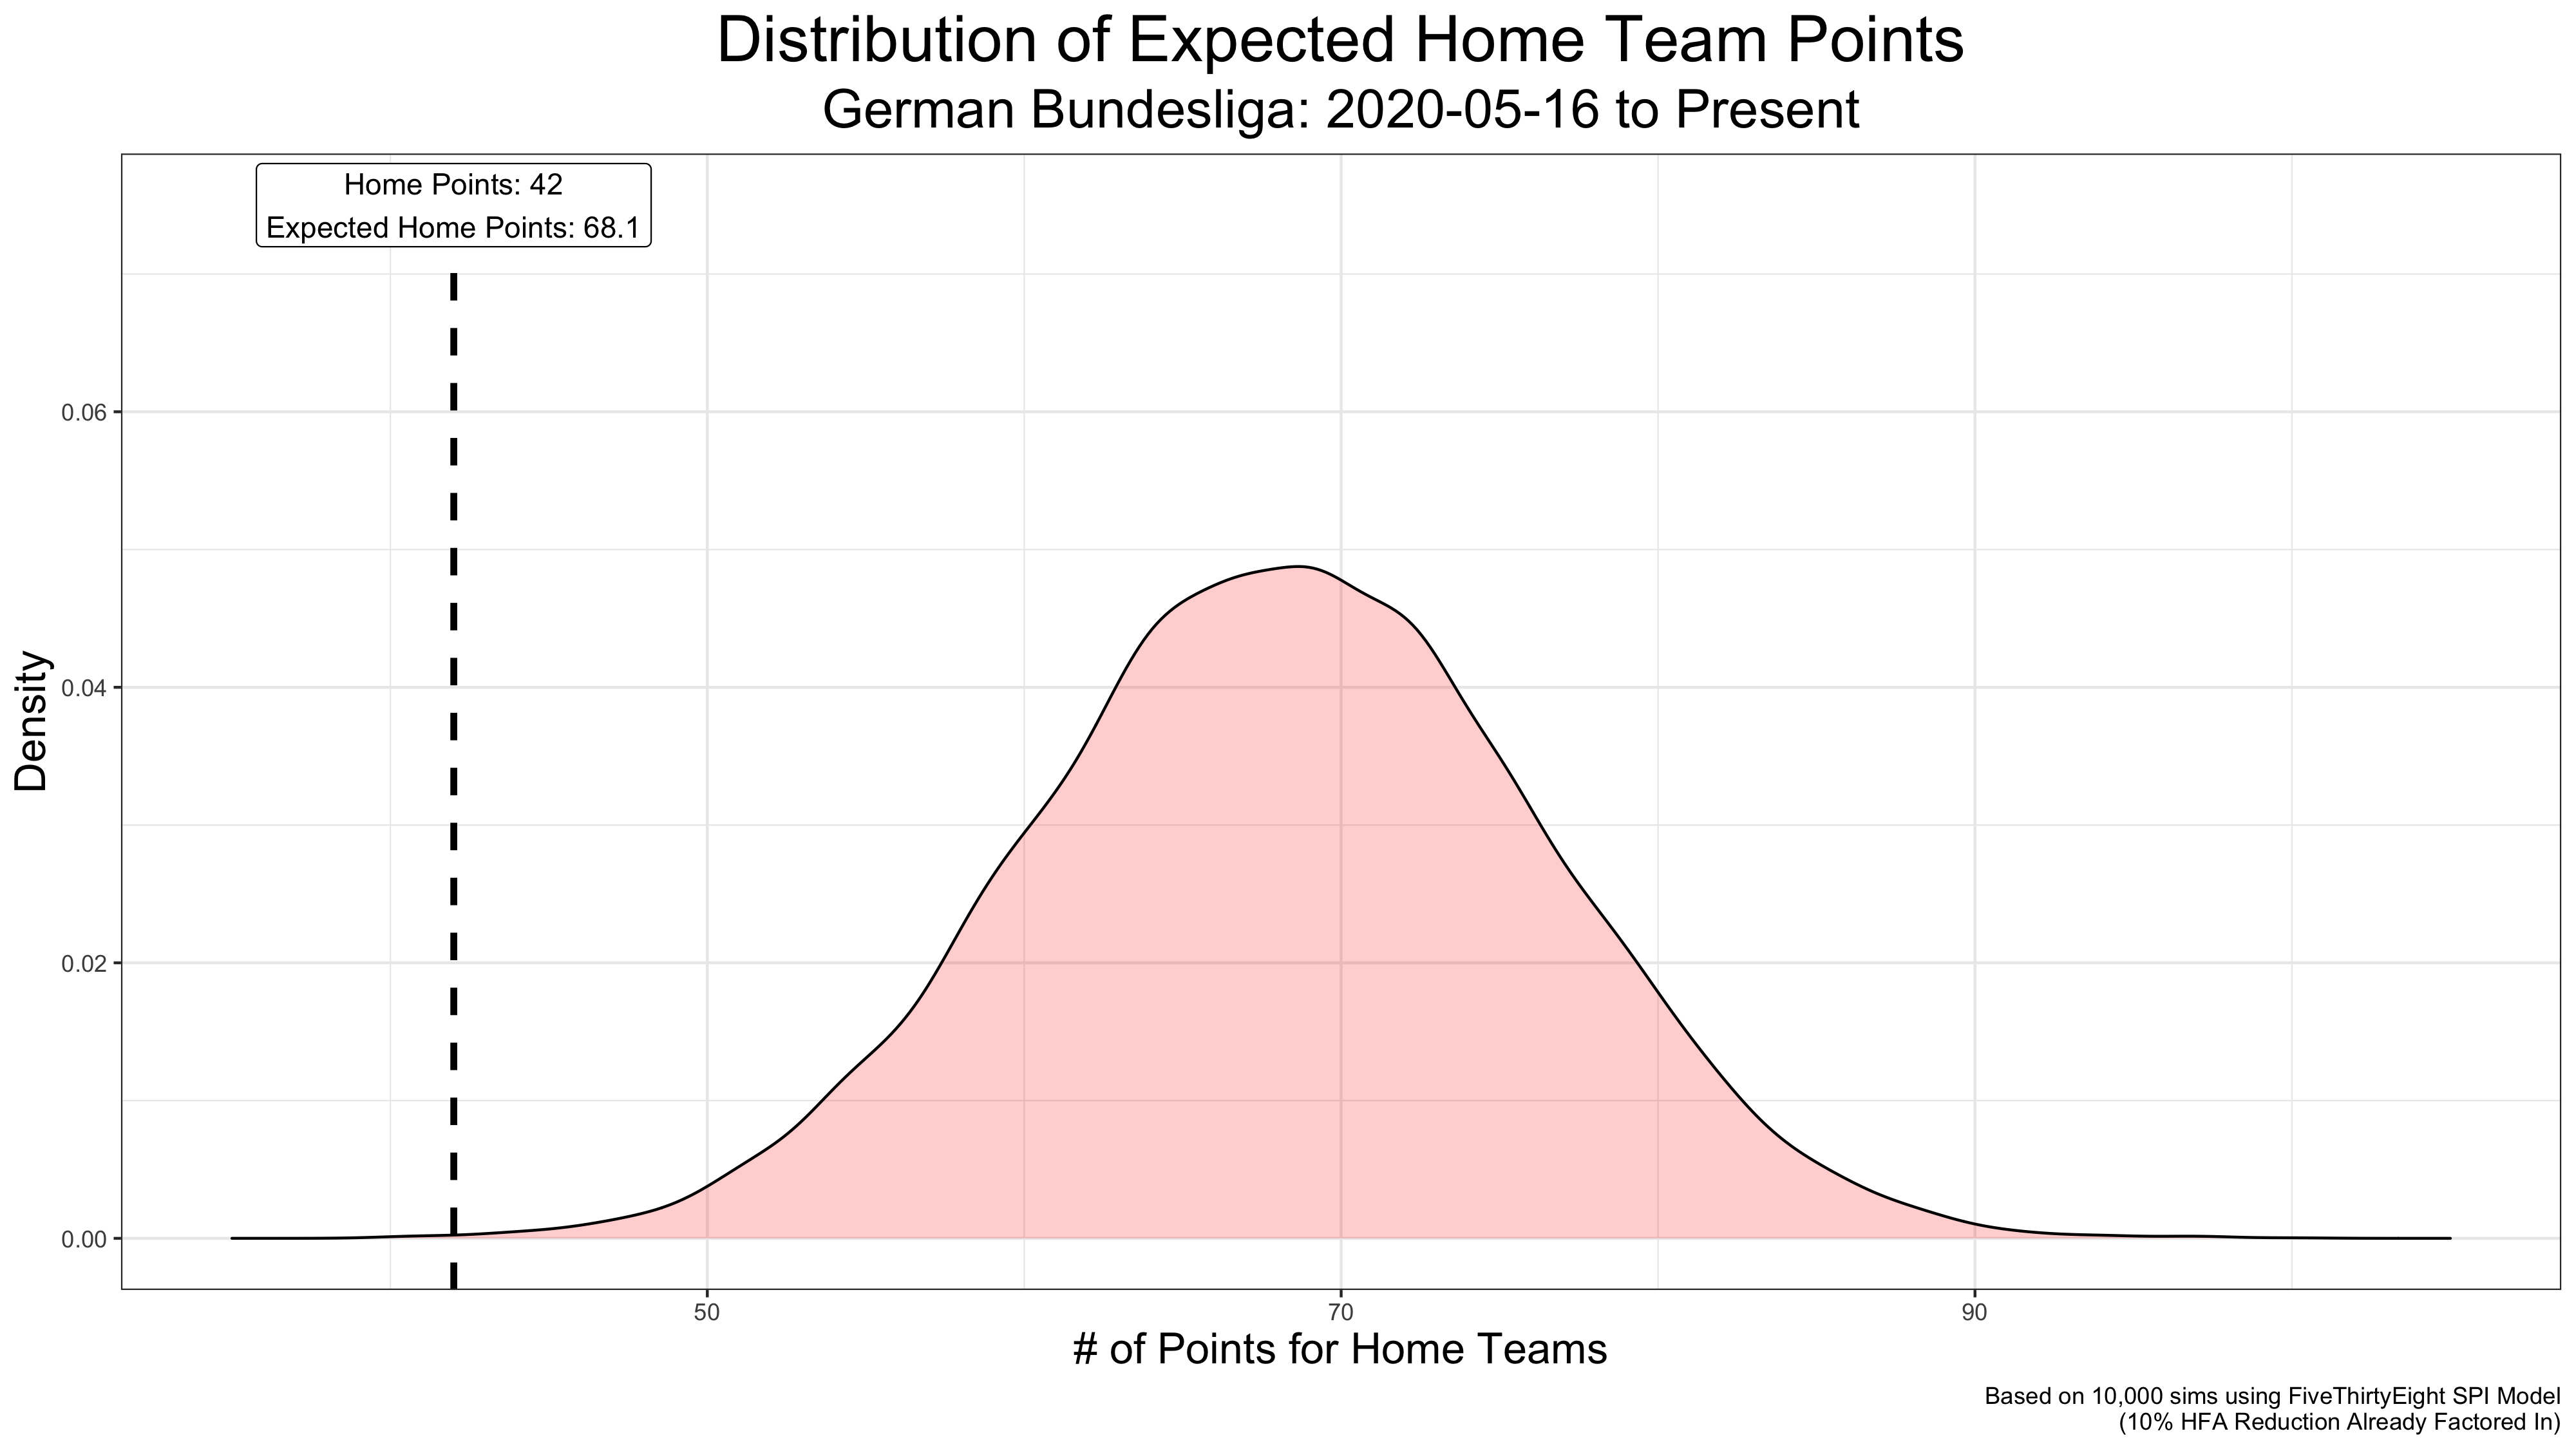 Distribution of Expected Home Team Points
German Bundesliga: 2020-05-16 to Present
Home Points: 42
Expected Home Points: 68.1
Density
0.06
0.04
0.02
0.00
50
70
90
# of Points for Home Teams
Based on 10,000 sims using FiveThirtyEight SPI Model
(10% HFA Reduction Already Factored In)